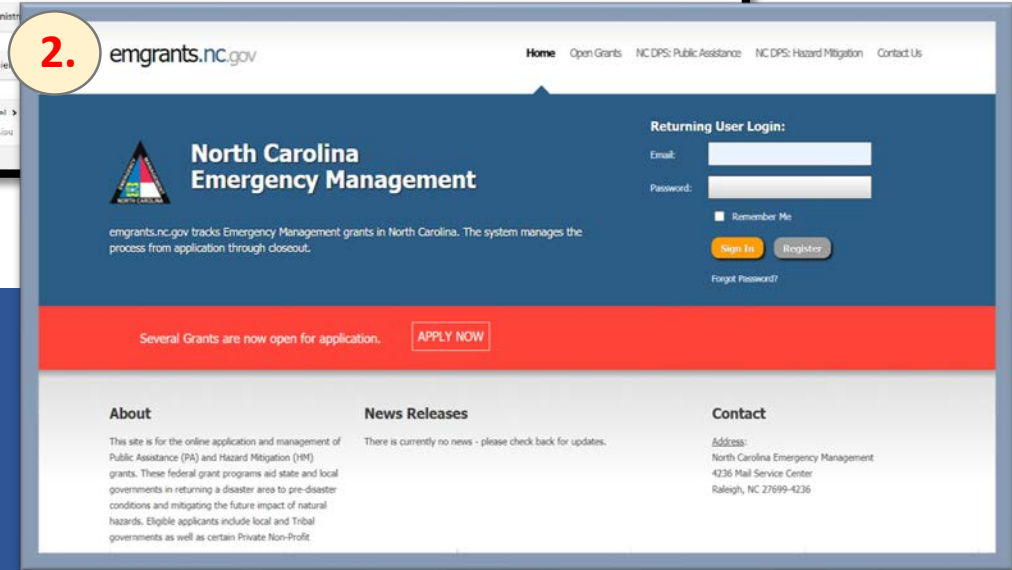 2.
emgrants.nc.gov
Home Open Grants NC DPS: Public Assistance NC DPS: Hazard Mitigation Contact Us
North Carolina
Emergency Management
NORTH CAROLINA
emgrants.nc.gov tracks Emergency Management grants in North Carolina. The system manages the
process from application through closeout.
Returning User Login:
Email:
Password:
Remember Me
Sign In Register
Forgot Password?
Several Grants are now open for application. APPLY NOW
About
This site is for the online application and management of
Public Assistance (PA) and Hazard Mitigation (HM)
grants. These federal grant programs aid state and local
governments in returning a disaster area to pre-disaster
conditions and mitigating the future impact of natural
hazards. Eligible applicants include local and Tribal
governments as well as certain Private Non-Profit
News Releases
There is currently no news - please check back for updates.
Contact
Address:
North Carolina Emergency Management
4236 Mail Service Center
Raleigh, NC 27699-4236